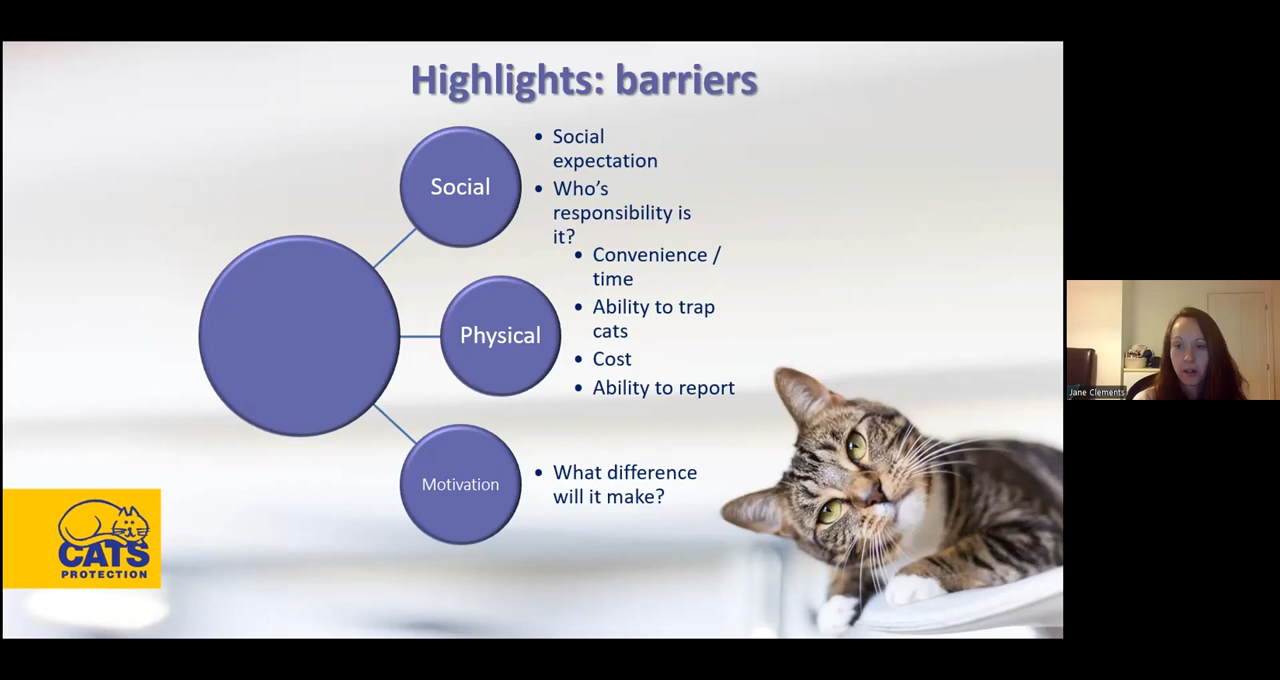 Highlights: barriers
Social
• Social
expectation
• Who's
responsibility is
it?
Physical
• Convenience /
time
• Ability to trap
cats
• Cost
• Ability to report
Motivation
• What difference
will it make?
CATS
PROTECTION
Jane Clements